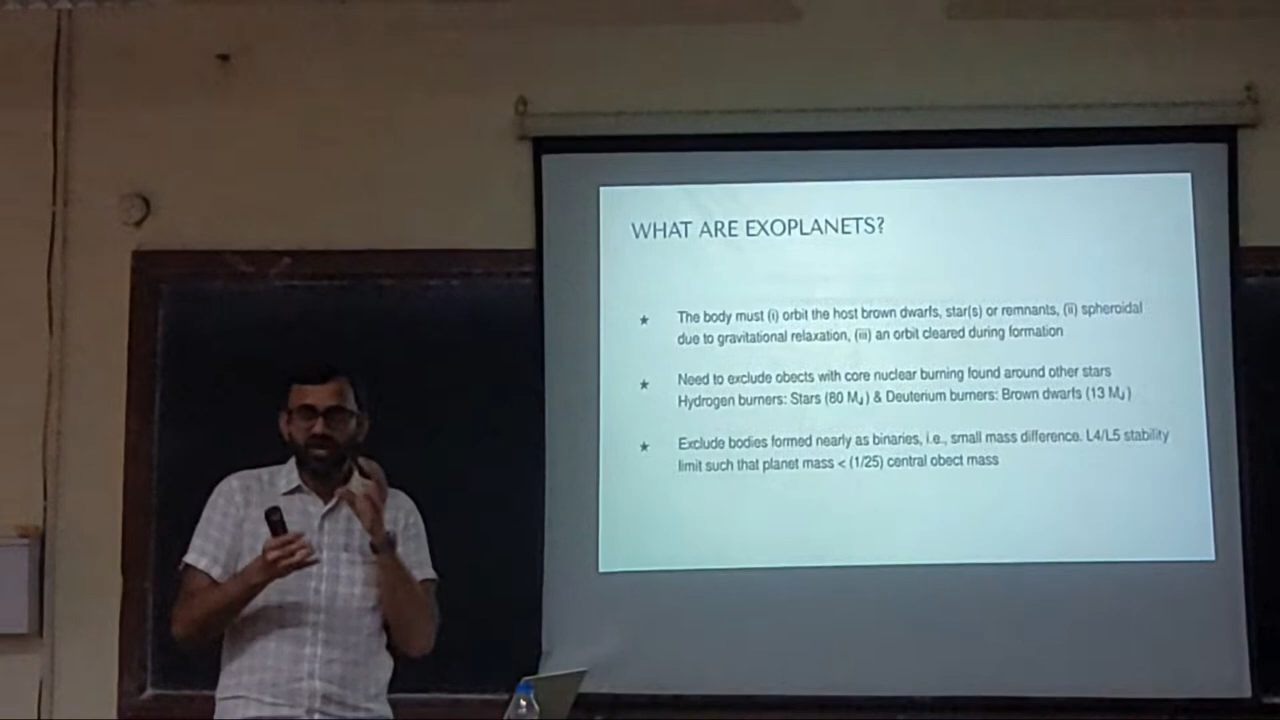 WHAT ARE EXOPLANETS?
★ The body must (i) orbit the host brown dwarfs, star(s) or remnants, (ii) spheroidal
due to gravitational relaxation, (iii) an orbit cleared during formation
★ Need to exclude obects with core nuclear burning found around other stars
Hydrogen burners: Stars (80 MJ) & Deuterium burners: Brown dwarfs (13 MJ)
★ Exclude bodies formed nearly as binaries, i.e., small mass difference. L4/L5 stability
limit such that planet mass < (1/25) central obect mass